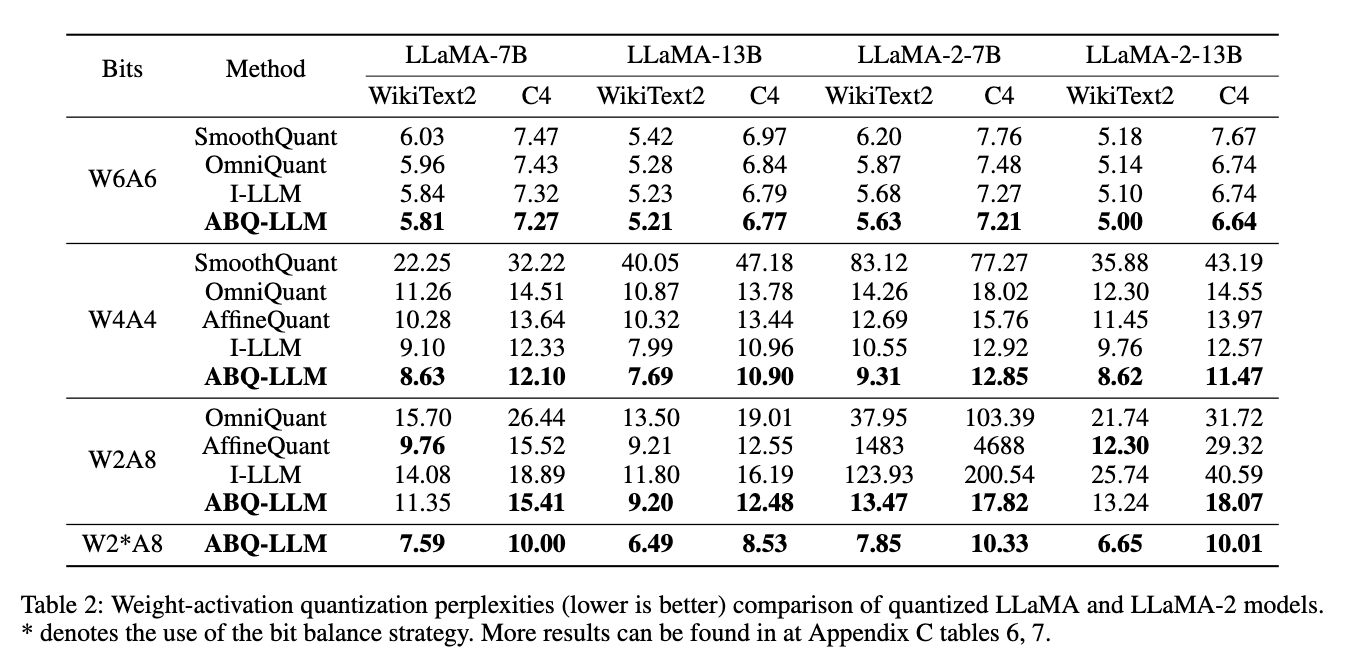 Bits Method LLaMA-7B LLaMA-13B LLaMA-2-7B LLaMA-2-13B
WikiText2 C4 WikiText2 C4 WikiText2 C4 WikiText2 C4
W6A6 SmoothQuant 6.03 7.47 5.42 6.97 6.20 7.76 5.18 7.67
OmniQuant 5.96 7.43 5.28 6.84 5.87 7.48 5.14 6.74
I-LLM 5.84 7.32 5.23 6.79 5.68 7.27 5.10 6.74
ABQ-LLM 5.81 7.27 5.21 6.77 5.63 7.21 5.00 6.64
W4A4 SmoothQuant 22.25 32.22 40.05 47.18 83.12 77.27 35.88 43.19
OmniQuant 11.26 14.51 10.87 13.78 14.26 18.02 12.30 14.55
AffineQuant 10.28 13.64 10.32 13.44 12.69 15.76 11.45 13.97
I-LLM 9.10 12.33 7.99 10.96 10.55 12.92 9.76 12.57
ABQ-LLM 8.63 12.10 7.69 10.90 9.31 12.85 8.62 11.47
W2A8 OmniQuant 15.70 26.44 13.50 19.01 37.95 103.39 21.74 31.72
AffineQuant 9.76 15.52 9.21 12.55 1483 4688 12.30 29.32
I-LLM 14.08 18.89 11.80 16.19 123.93 200.54 25.74 40.59
ABQ-LLM 11.35 15.41 9.20 12.48 13.47 17.82 13.24 18.07
W2*A8 ABQ-LLM 7.59 10.00 6.49 8.53 7.85 10.33 6.65 10.01
Table 2: Weight-activation quantization perplexities (lower is better) comparison of quantized LLaMA and LLaMA-2 models.
* denotes the use of the bit balance strategy. More results can be found in at Appendix C tables 6, 7.